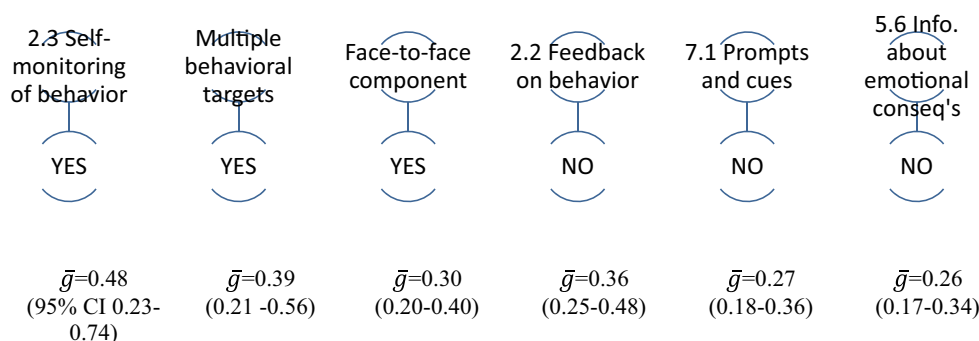 2.3 Self-
monitoring
of behavior
Multiple
behavioral
targets
Face-to-face
component
2.2 Feedback
on behavior
7.1 Prompts
and cues
5.6 Info.
about
emotional
conseq's
YES
YES
YES
NO
NO
NO
g̅=0.48
(95% CI 0.23-
0.74)
g̅=0.39
(0.21 -0.56)
g̅=0.30
(0.20-0.40)
g̅=0.36
(0.25-0.48)
g̅=0.27
(0.18-0.36)
g̅=0.26
(0.17-0.34)